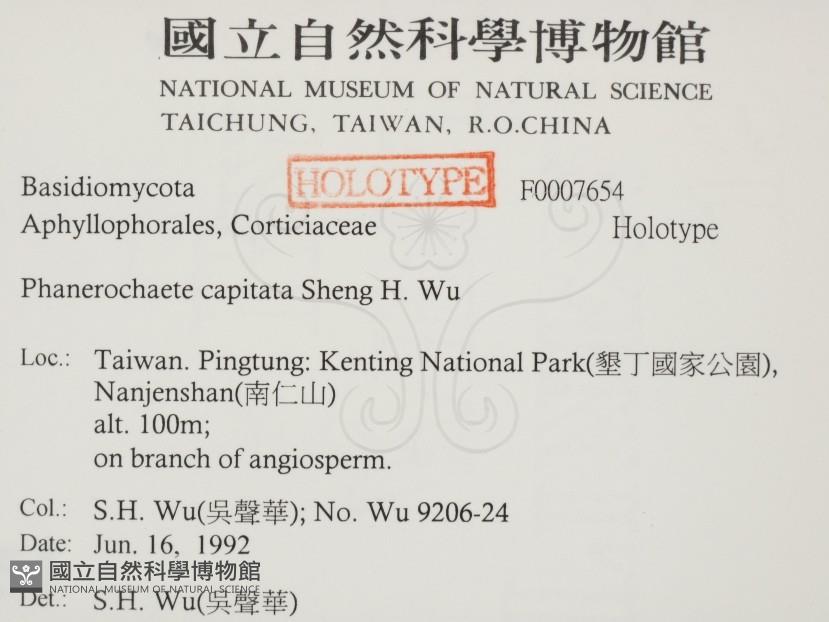 國立自然科學博物館
NATIONAL MUSEUM OF NATURAL SCIENCE
TAICHUNG, TAIWAN, R.O.CHINA
Basidiomycota HOLOTYPE F0007654
Aphyllophorales, Corticiaceae Holotype
Phanerochaete capitata Sheng H. Wu
Loc.: Taiwan. Pingtung: Kenting National Park(墾丁國家公園),
Nanjenshan(南仁山)
alt. 100m;
on branch of angiosperm.
Col.: S.H. Wu(吳聲華); No. Wu 9206-24
Date: Jun. 16, 1992
國立自然科學博物館
NATIONAL MUSEUM OF NATURAL SCIENCE
Det.: S.H. Wu(吳聲華)